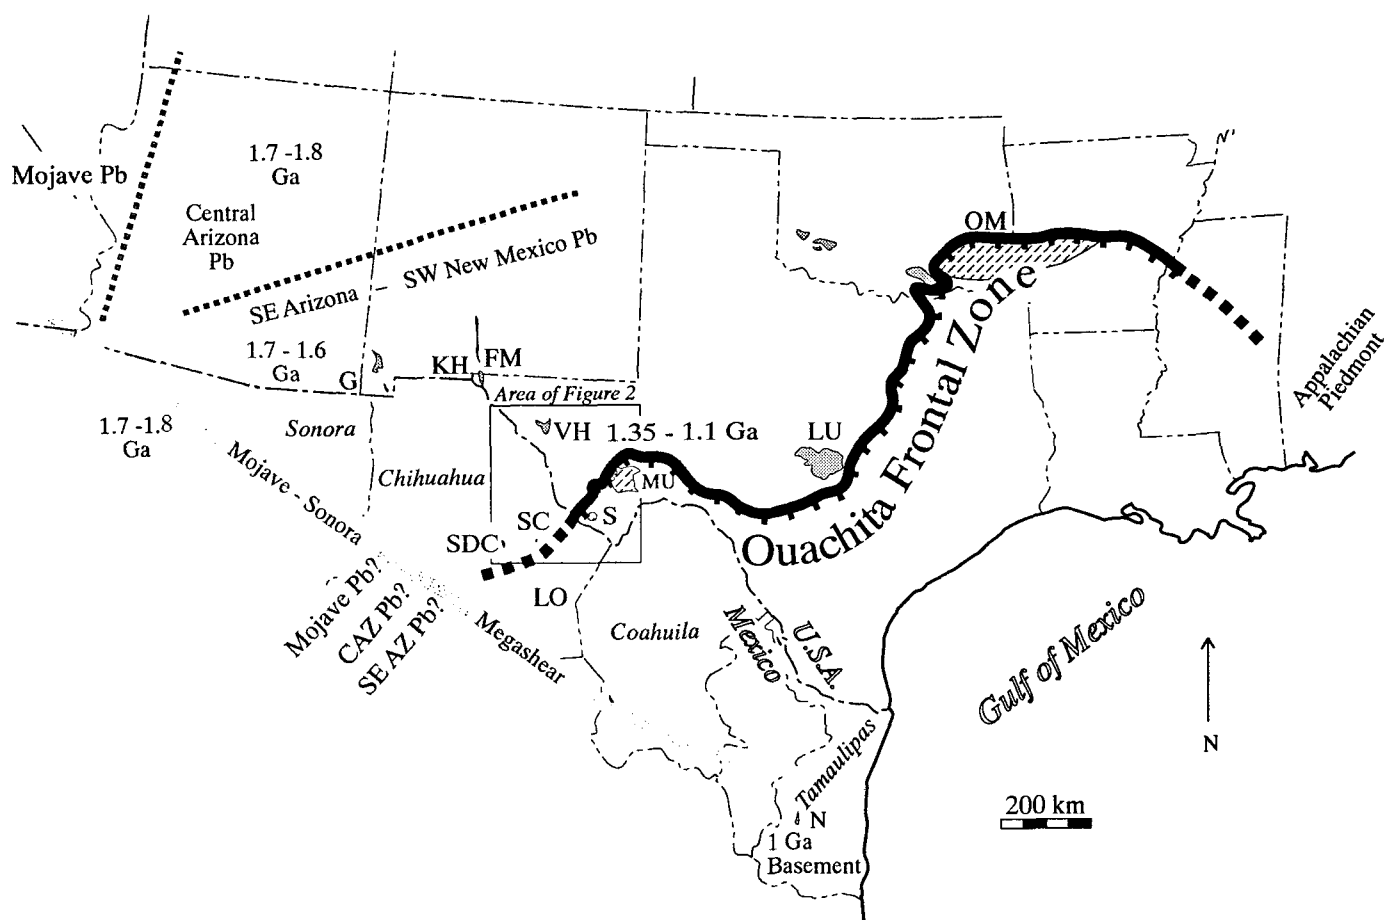 1.7 -1.8
Ga
Mojave Pb
Central
Arizona
Pb
OM
SW New Mexico Pb
SE Arizona –
1.7 - 1.6
Ga
G
KH
FM
Area of Figure 2
1.7 -1.8
Ga
Sonora
VH
1.35 - 1.1 Ga
LU
Ouachita Frontal Zone
Appalachian
Piedmont
Mojave - Sonora
Megashear
Chihuahua
MU
SC
S
SDC
LO
Mojave Pb?
CAZ Pb?
SE AZ Pb?
Coahuila
Mexico
U.S.A.
Gulf of Mexico
N
Tamaulipas
N
1 Ga
Basement
200 km